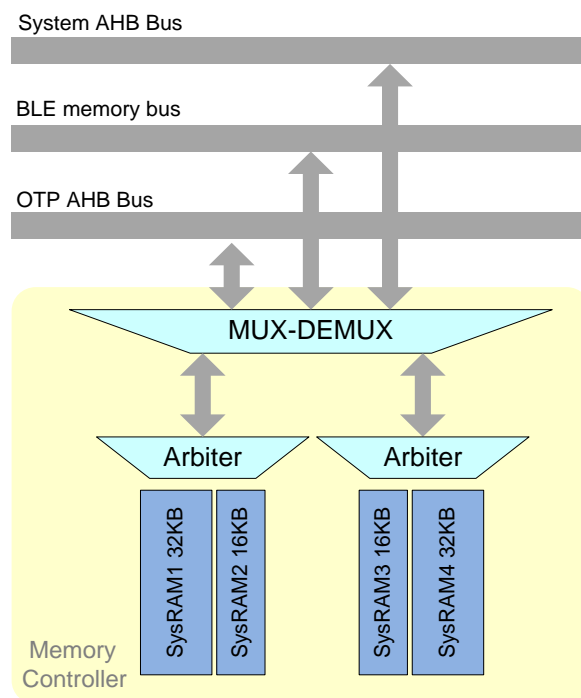 System AHB Bus
BLE memory bus
OTP AHB Bus
MUX-DEMUX
Arbiter
Arbiter
SysRAM1 32KB
SysRAM2 16KB
SysRAM3 16KB
SysRAM4 32KB
Memory
Controller